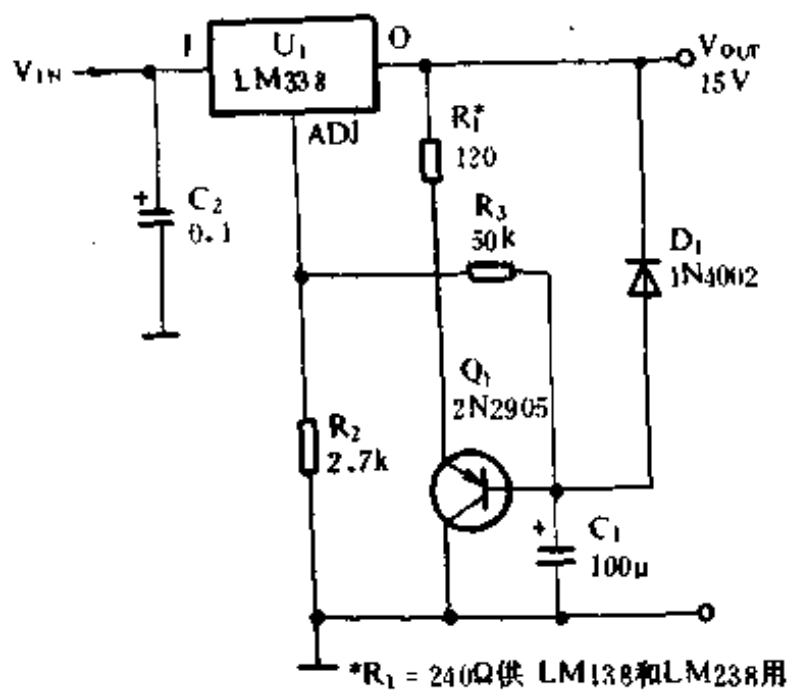 I
U₁
O
V_IN
LM338
V_OUT
15V
ADJ
R₁*
120
+
C₂
0.1
R₃
50k
D₁
1N4002
Q₁
2N2905
R₂
2.7k
+
C₁
100μ
*R₁ = 240Ω供 LM138和LM238用